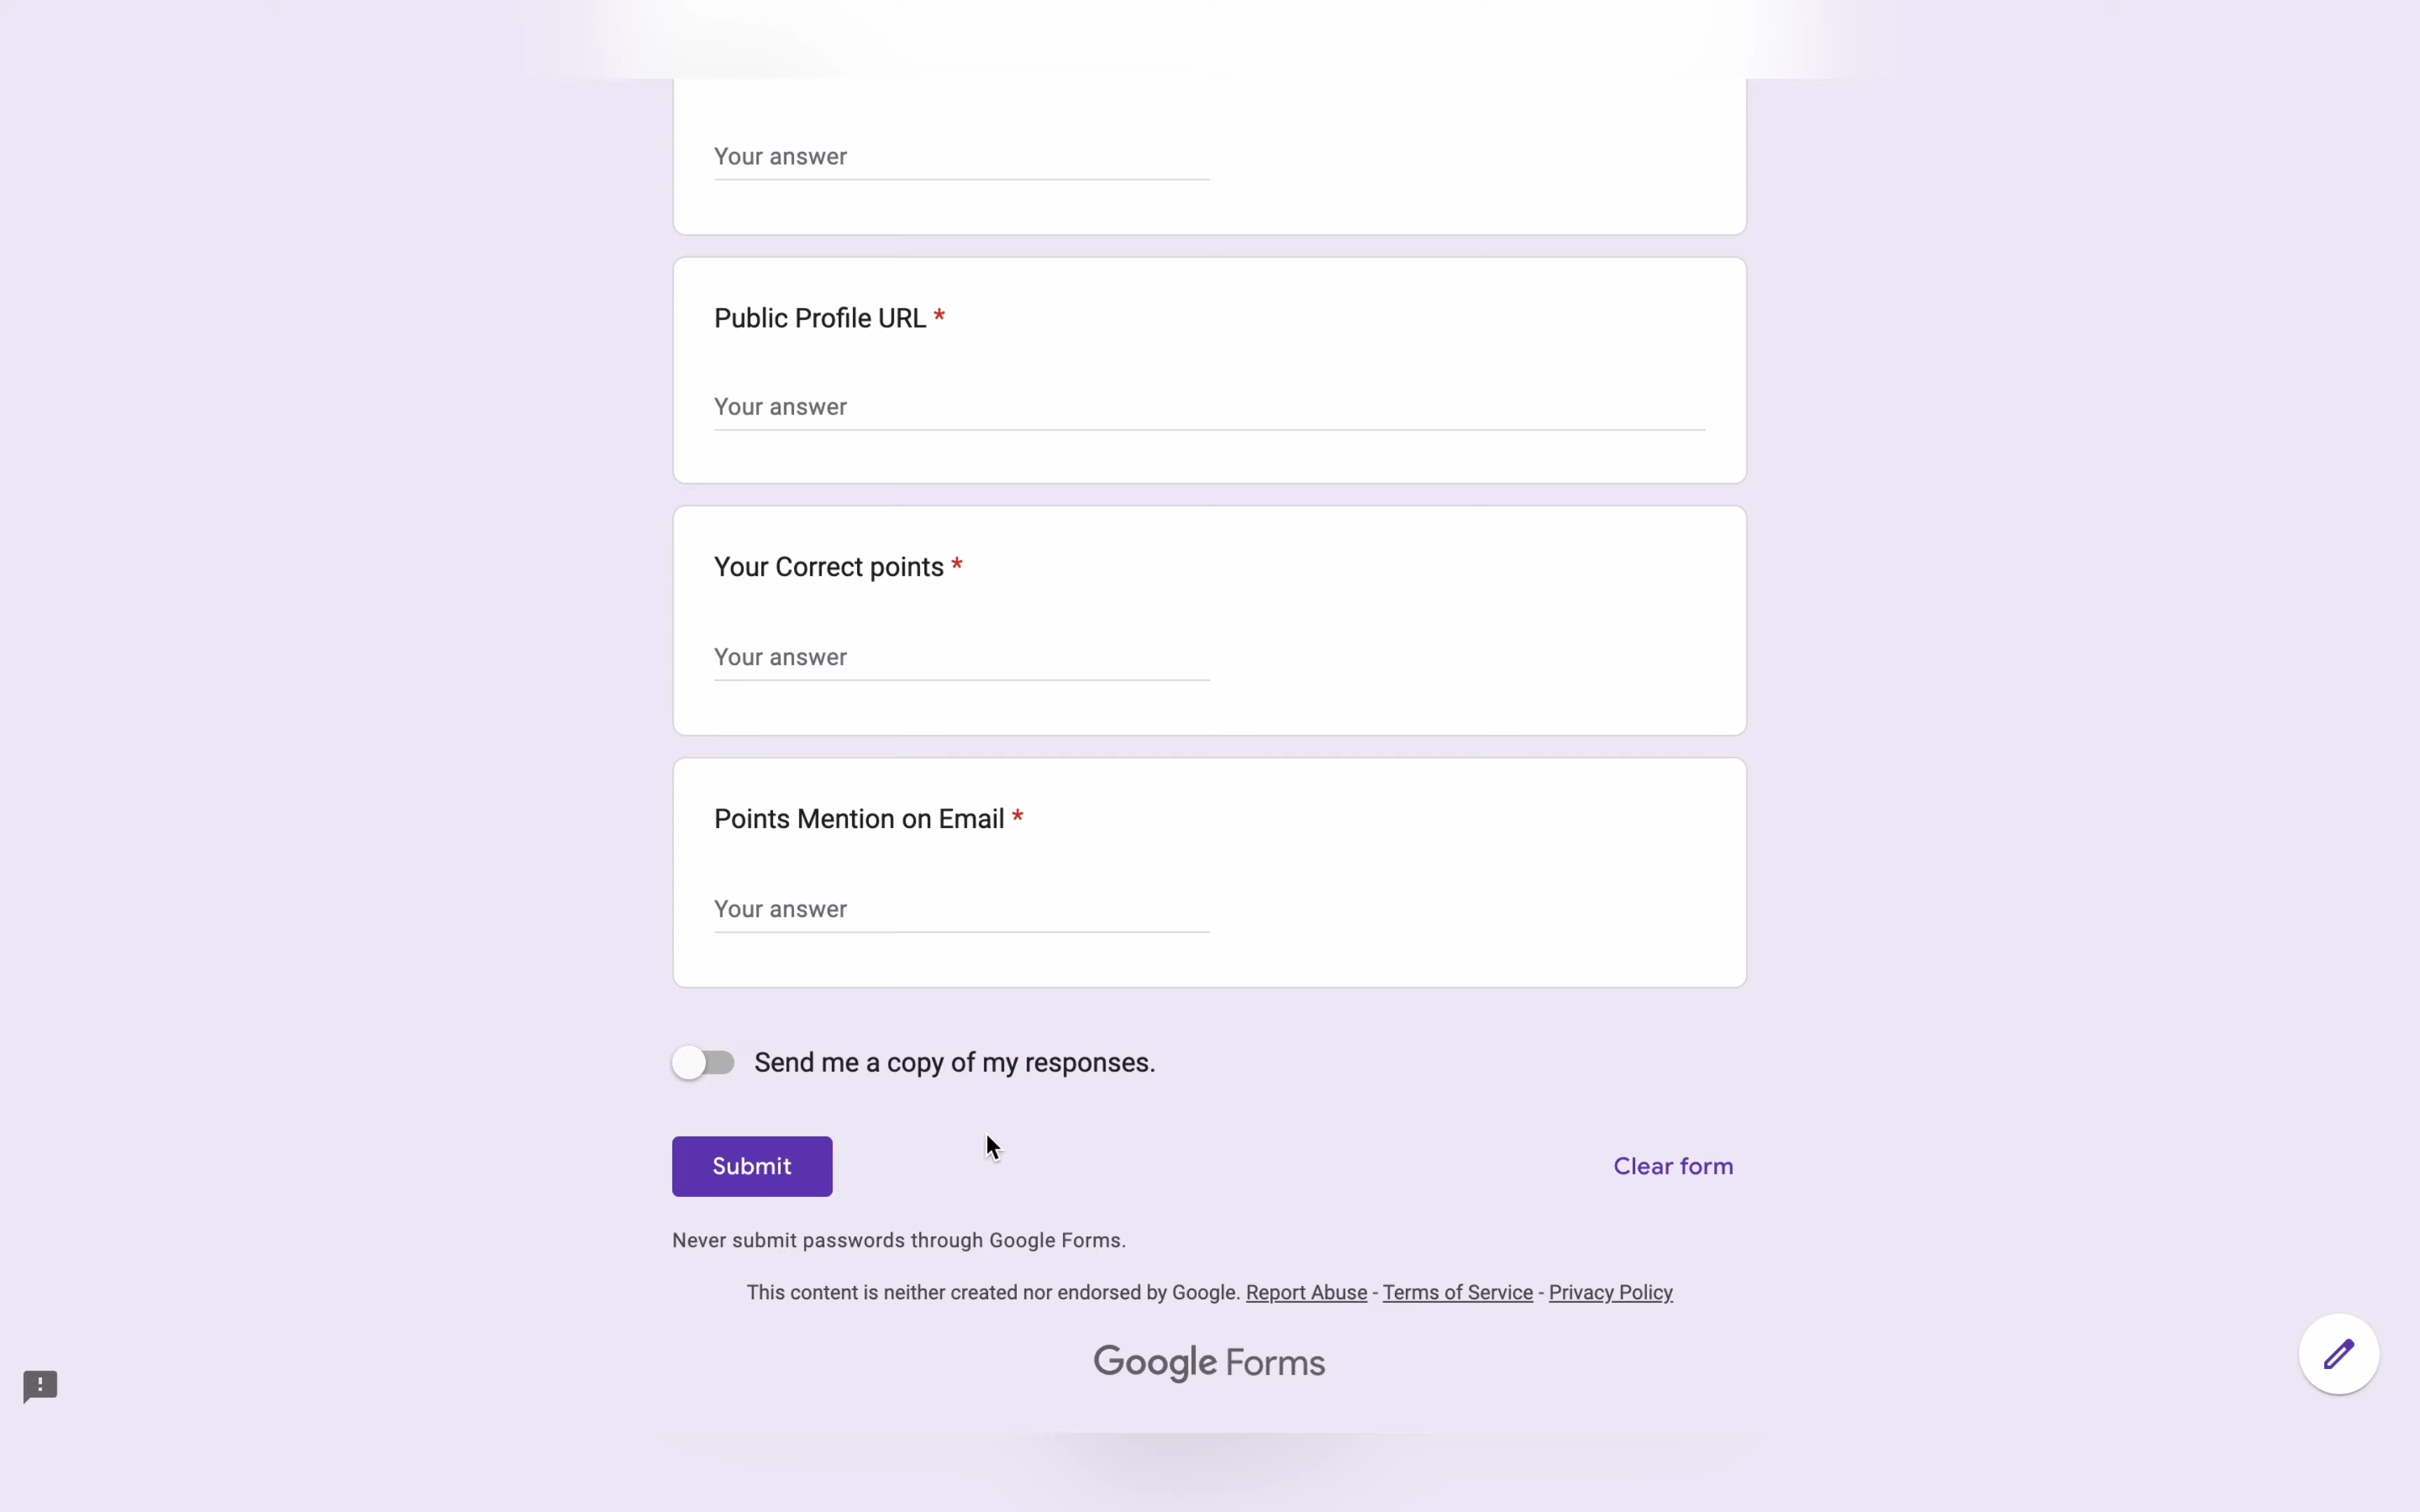 Your answer
Public Profile URL *
Your answer
Your Correct points *
Your answer
Points Mention on Email *
Your answer
Send me a copy of my responses.
Submit
Clear form
Never submit passwords through Google Forms.
This content is neither created nor endorsed by Google. Report Abuse - Terms of Service - Privacy Policy
Google Forms